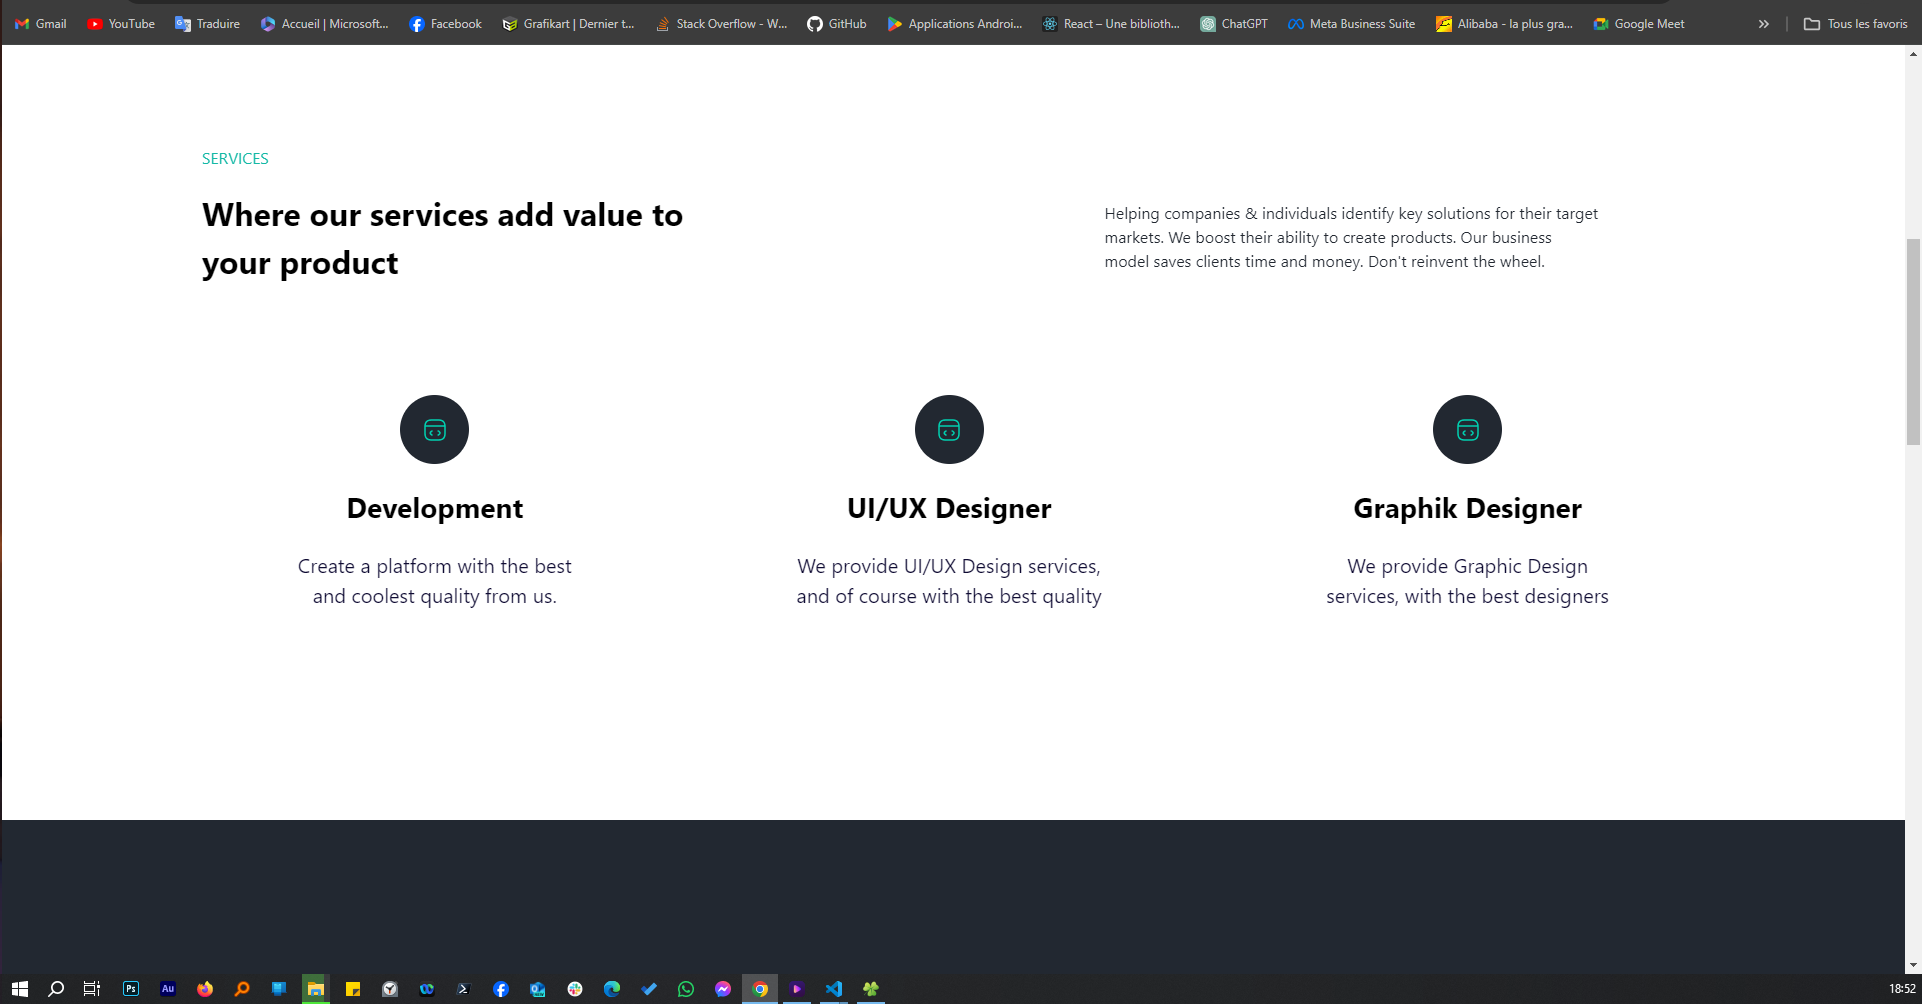 Gmail YouTube Traduire Accueil | Microsoft... Facebook Grafikart | Dernier t... Stack Overflow - W... GitHub Applications Androi... React – Une biblioth... ChatGPT Meta Business Suite Alibaba - la plus gra... Google Meet » Tous les favoris
SERVICES
Where our services add value to
your product
Helping companies & individuals identify key solutions for their target
markets. We boost their ability to create products. Our business
model saves clients time and money. Don't reinvent the wheel.
Development
Create a platform with the best
and coolest quality from us.
UI/UX Designer
We provide UI/UX Design services,
and of course with the best quality
Graphik Designer
We provide Graphic Design
services, with the best designers
Ps Au
18:52